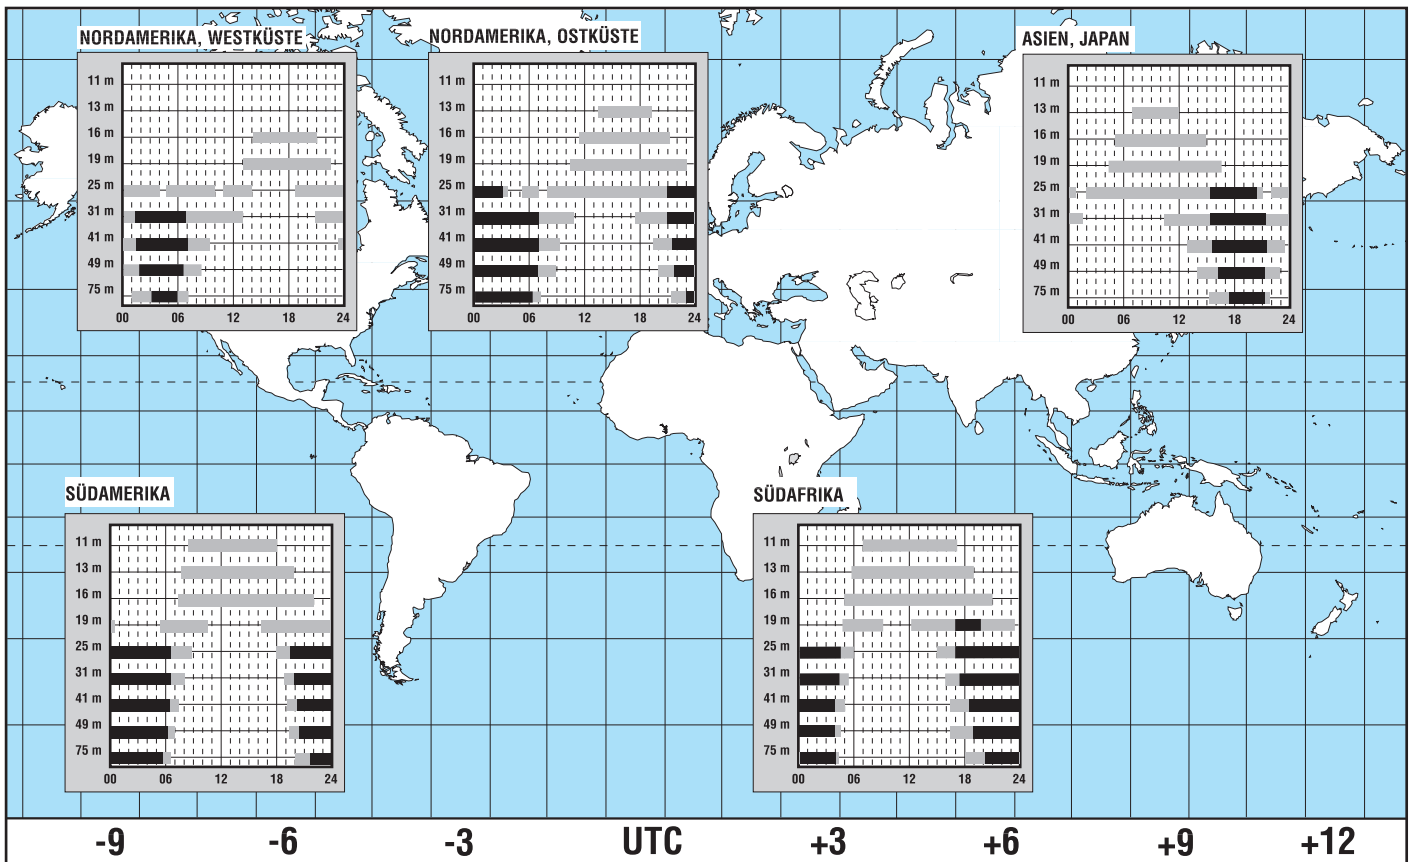 NORDAMERIKA, WESTKÜSTE
11 m
13 m
16 m
19 m
25 m
31 m
41 m
49 m
75 m
00 06 12 18 24
NORDAMERIKA, OSTKÜSTE
11 m
13 m
16 m
19 m
25 m
31 m
41 m
49 m
75 m
00 06 12 18 24
ASIEN, JAPAN
11 m
13 m
16 m
19 m
25 m
31 m
41 m
49 m
75 m
00 06 12 18 24
SÜDAMERIKA
11 m
13 m
16 m
19 m
25 m
31 m
41 m
49 m
75 m
00 06 12 18 24
SÜDAFRIKA
11 m
13 m
16 m
19 m
25 m
31 m
41 m
49 m
75 m
00 06 12 18 24
-9 -6 -3 UTC +3 +6 +9 +12